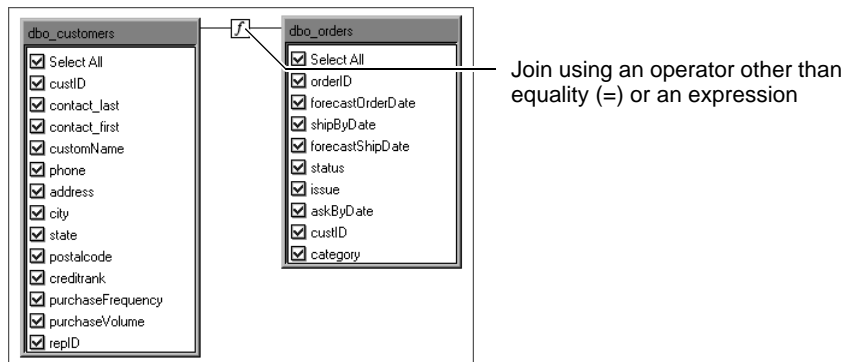 dbo_customers
Select All
custID
contact_last
contact_first
customName
phone
address
city
state
postalcode
creditrank
purchaseFrequency
purchaseVolume
repID
f
dbo_orders
Select All
orderID
forecastOrderDate
shipByDate
forecastShipDate
status
issue
askByDate
custID
category
Join using an operator other than
equality (=) or an expression